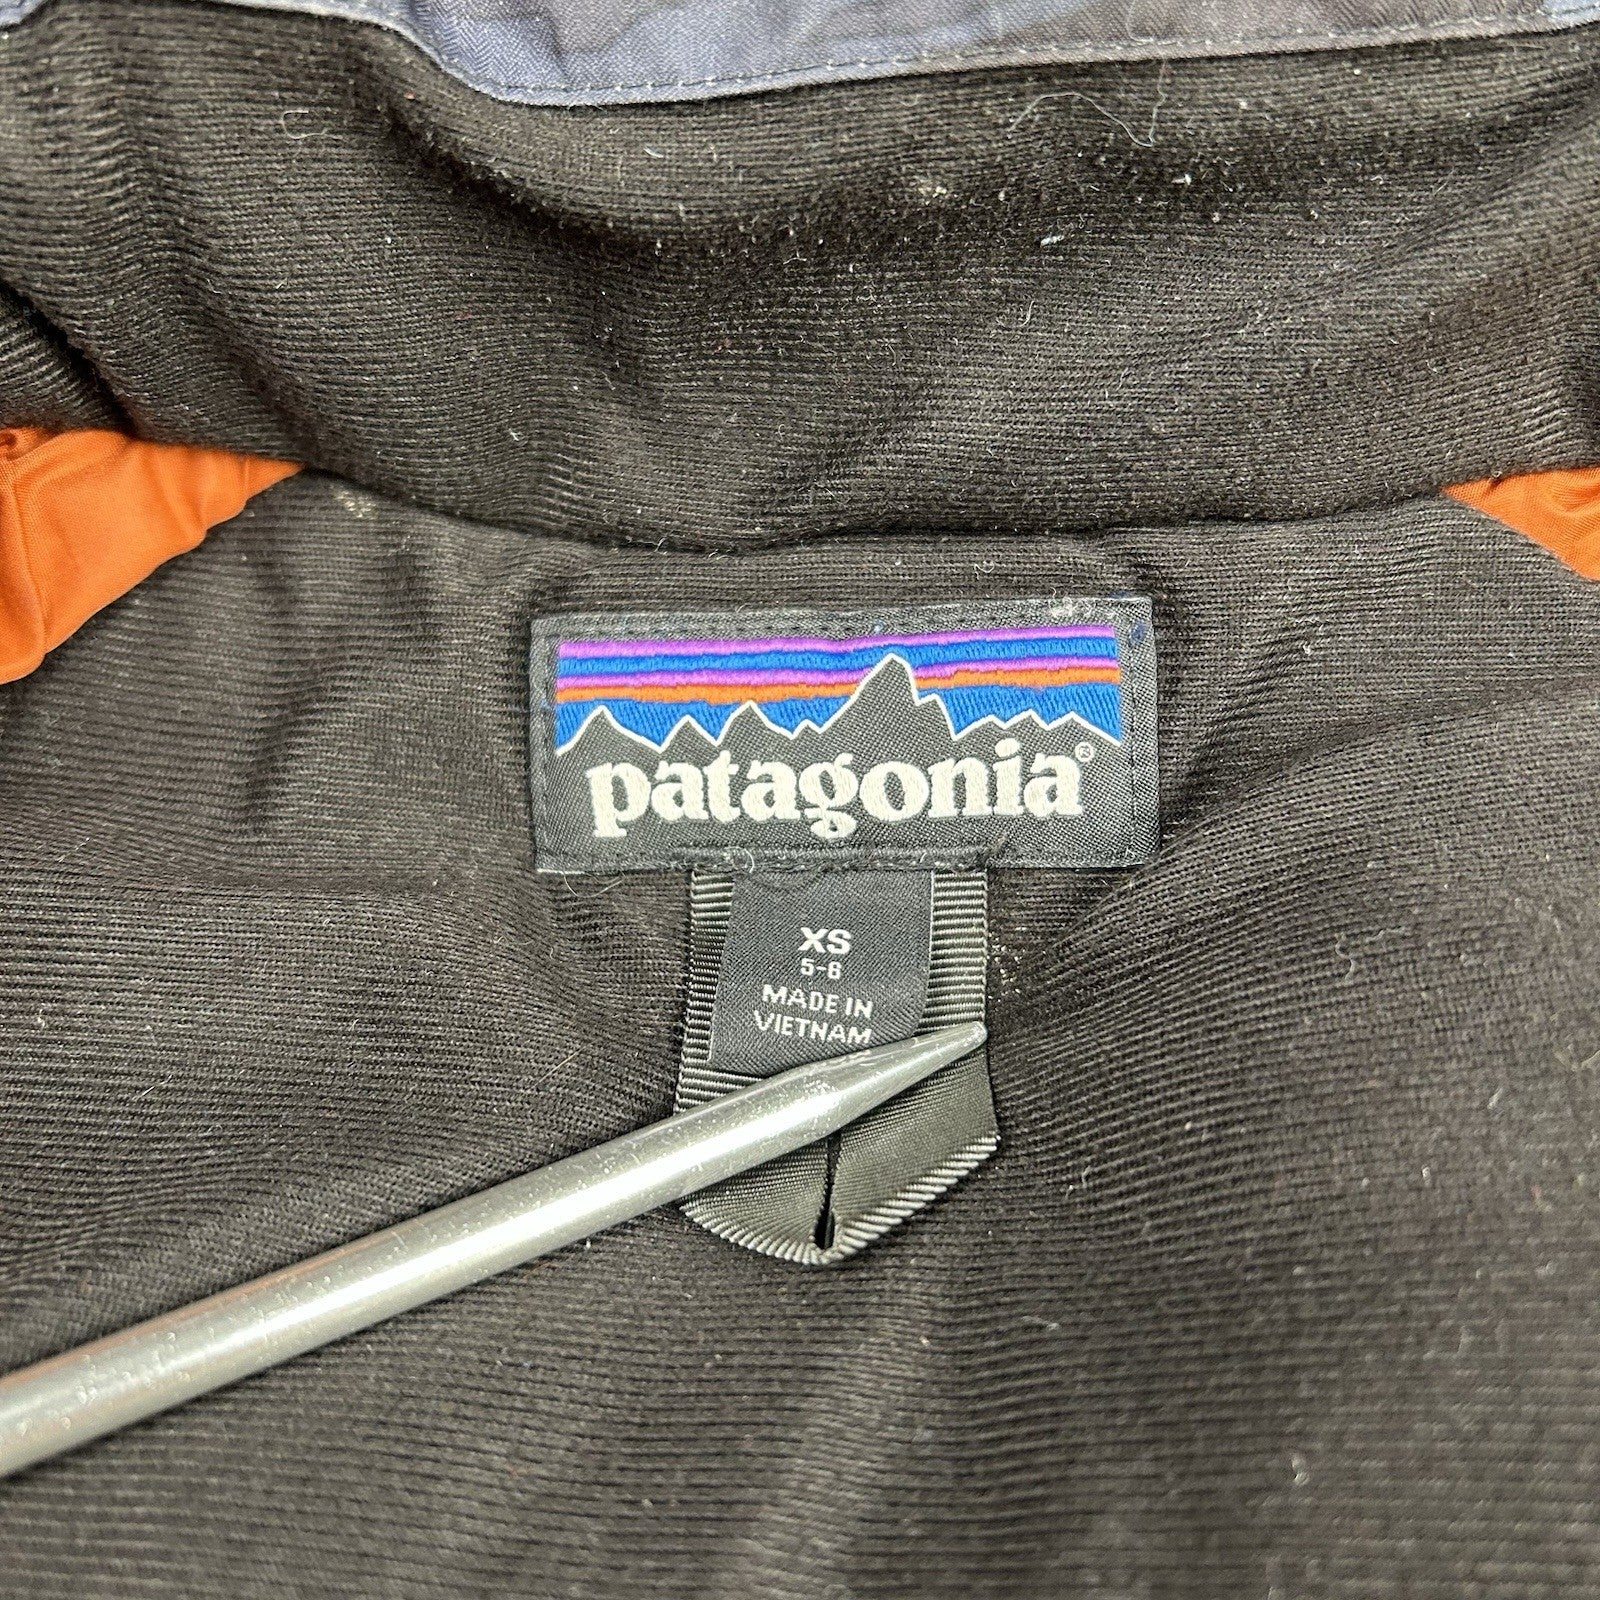 patagonia®
XS
5-6
MADE IN
VIETNAM